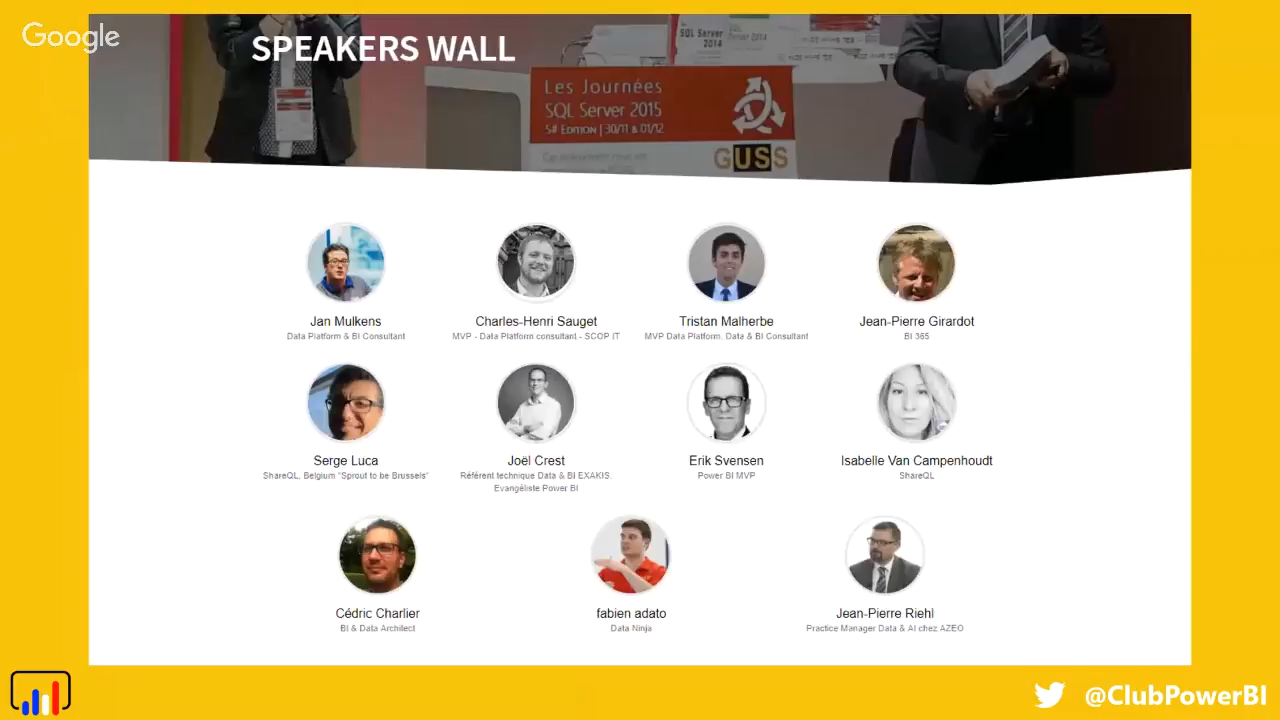 Google
SPEAKERS WALL
SQL Server
2014
Les Journées
SQL Server 2015
5# EDITION | 30/11 & 01/12
GUSS
Jan Mulkens
Data Platform & BI Consultant
Charles-Henri Sauget
MVP - Data Platform consultant - SCOP IT
Tristan Malherbe
MVP Data Platform. Data & BI Consultant
Jean-Pierre Girardot
BI 365
Serge Luca
ShareQL, Belgium "Sprout to be Brussels"
Joël Crest
Référent technique Data & BI EXAKIS.
Evangéliste Power BI
Erik Svensen
Power BI MVP
Isabelle Van Campenhoudt
ShareQL
Cédric Charlier
BI & Data Architect
fabien adato
Data Ninja
Jean-Pierre Riehl
Practice Manager Data & AI chez AZEO
@ClubPowerBI